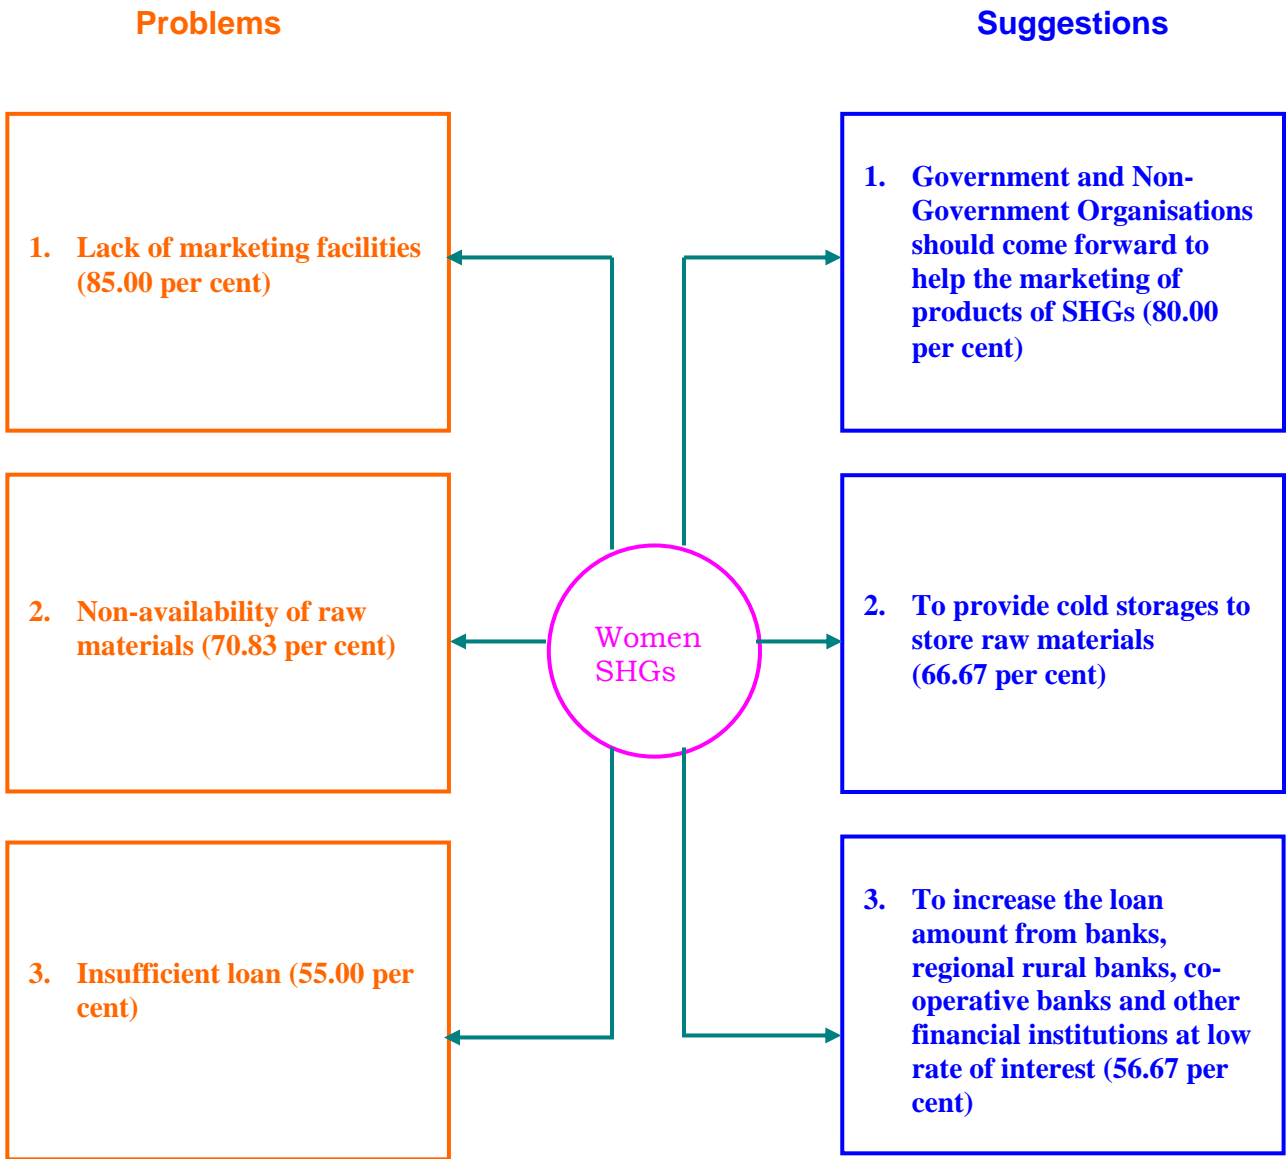 Problems
Suggestions
1. Lack of marketing facilities
(85.00 per cent)
1. Government and Non-
Government Organisations
should come forward to
help the marketing of
products of SHGs (80.00
per cent)
2. Non-availability of raw
materials (70.83 per cent)
Women
SHGs
2. To provide cold storages to
store raw materials
(66.67 per cent)
3. Insufficient loan (55.00 per
cent)
3. To increase the loan
amount from banks,
regional rural banks, co-
operative banks and other
financial institutions at low
rate of interest (56.67 per
cent)